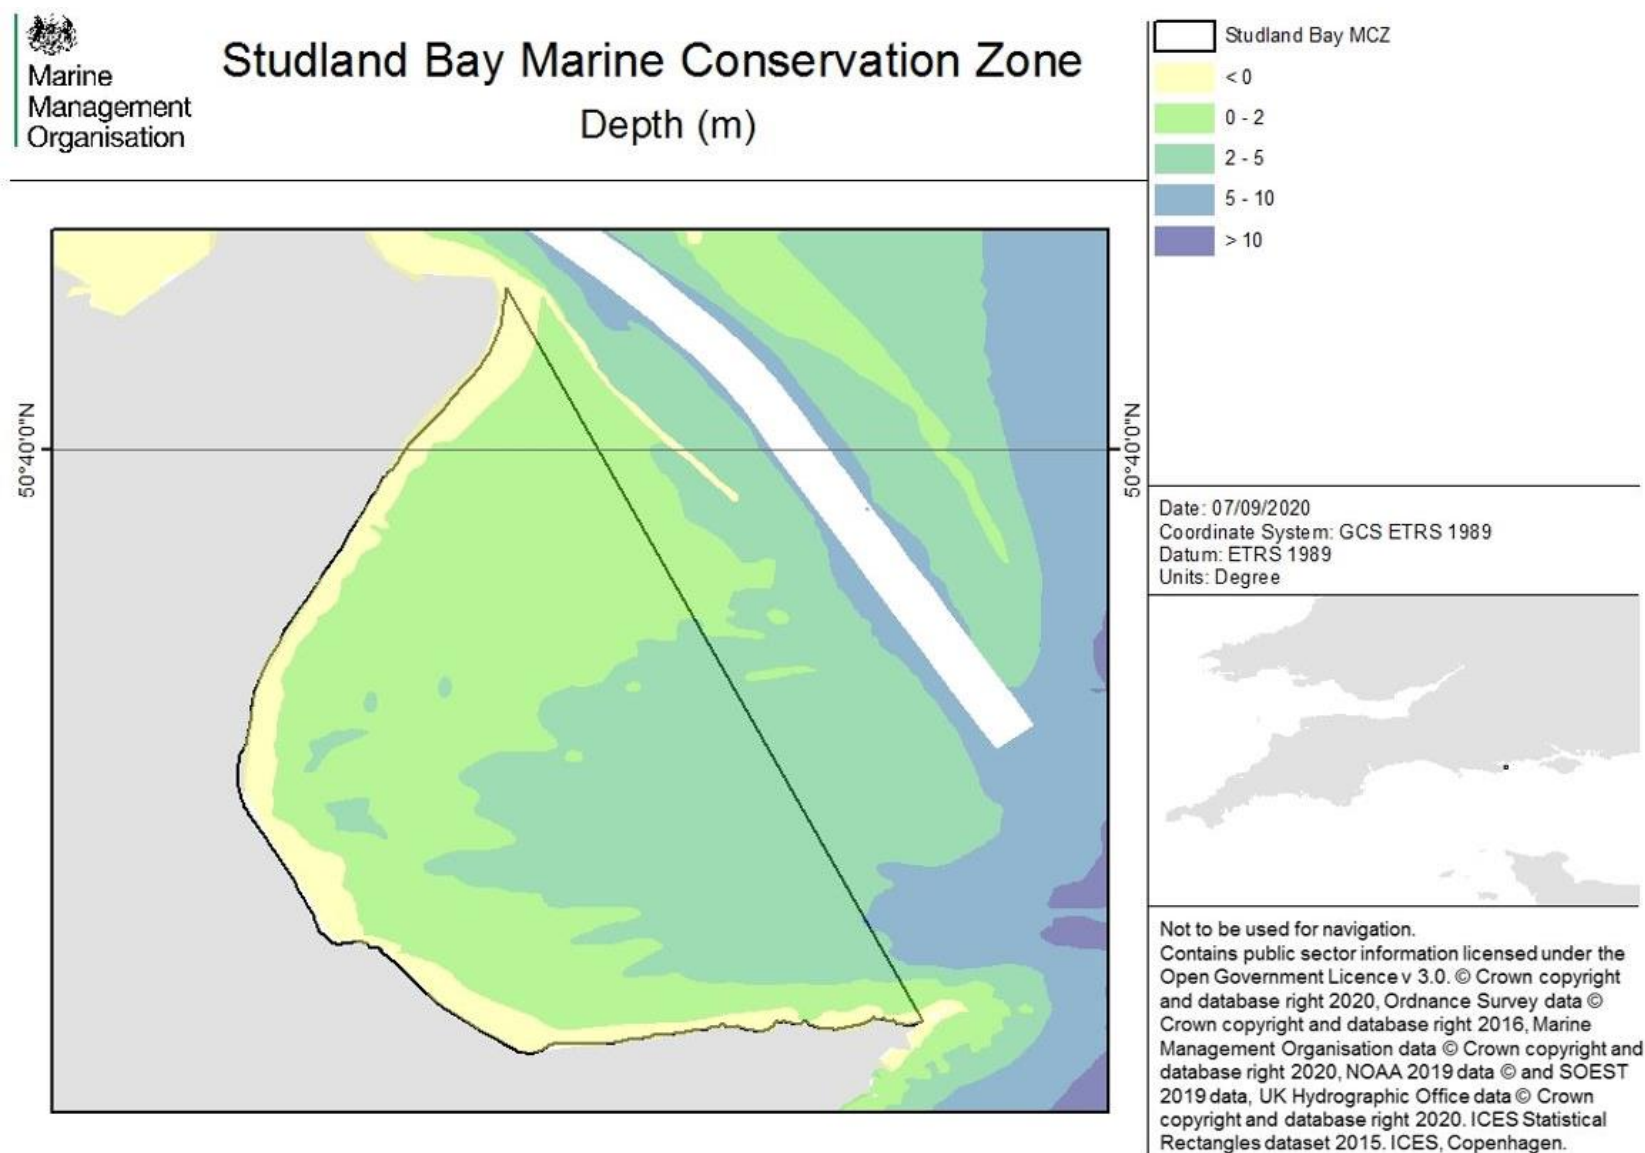 Marine
Management
Organisation
Studland Bay Marine Conservation Zone
Depth (m)
Studland Bay MCZ
< 0
0 - 2
2 - 5
5 - 10
> 10
50°40'0"N
50°40'0"N
Date: 07/09/2020
Coordinate System: GCS ETRS 1989
Datum: ETRS 1989
Units: Degree
Not to be used for navigation.
Contains public sector information licensed under the
Open Government Licence v 3.0. © Crown copyright
and database right 2020, Ordnance Survey data ©
Crown copyright and database right 2016, Marine
Management Organisation data © Crown copyright and
database right 2020, NOAA 2019 data © and SOEST
2019 data, UK Hydrographic Office data © Crown
copyright and database right 2020. ICES Statistical
Rectangles dataset 2015. ICES, Copenhagen.